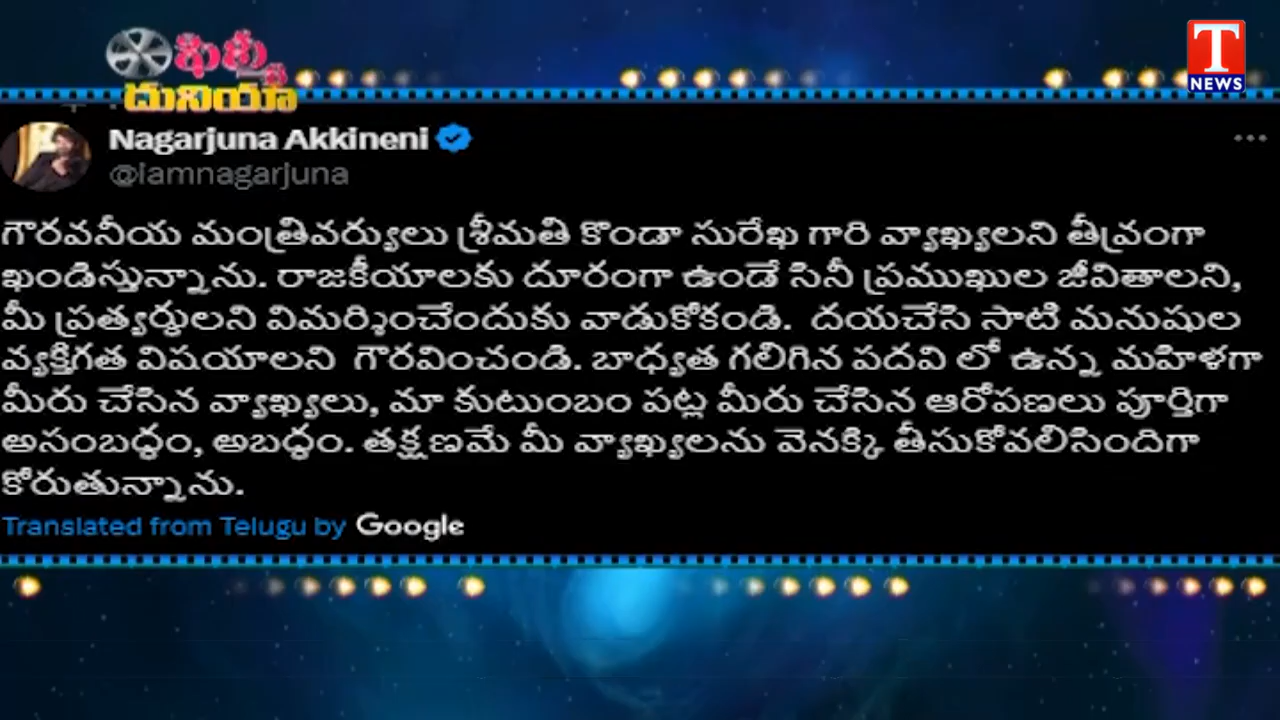 ఫిల్మీ
దునియా
T
NEWS
Nagarjuna Akkineni
@iamnagarjuna
గౌరవనీయ మంత్రివర్యులు శ్రీమతి కొండా సురేఖ గారి వ్యాఖ్యలని తీవ్రంగా
ఖండిస్తున్నాను. రాజకీయాలకు దూరంగా ఉండే సినీ ప్రముఖుల జీవితాలని,
మీ ప్రత్యర్థులని విమర్శించేందుకు వాడుకోకండి. దయచేసి సాటి మనుషుల
వ్యక్తిగత విషయాలని గౌరవించండి. బాధ్యత గలిగిన పదవి లో ఉన్న మహిళగా
మీరు చేసిన వ్యాఖ్యలు, మా కుటుంబం పట్ల మీరు చేసిన ఆరోపణలు పూర్తిగా
అసంబద్ధం, అబద్ధం. తక్షణమే మీ వ్యాఖ్యలను వెనక్కి తీసుకోవలిసిందిగా
కోరుతున్నాను.
Translated from Telugu by Google